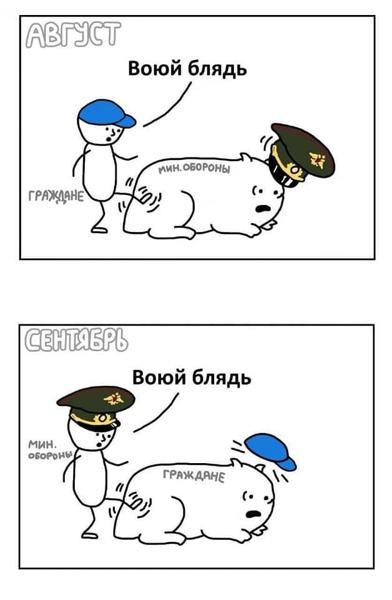 АВГУСТ
Воюй блядь
МИН.ОБОРОНЫ
ГРАЖДАНЕ
СЕНТЯБРЬ
Воюй блядь
МИН.
ОБОРОНЫ
ГРАЖДАНЕ